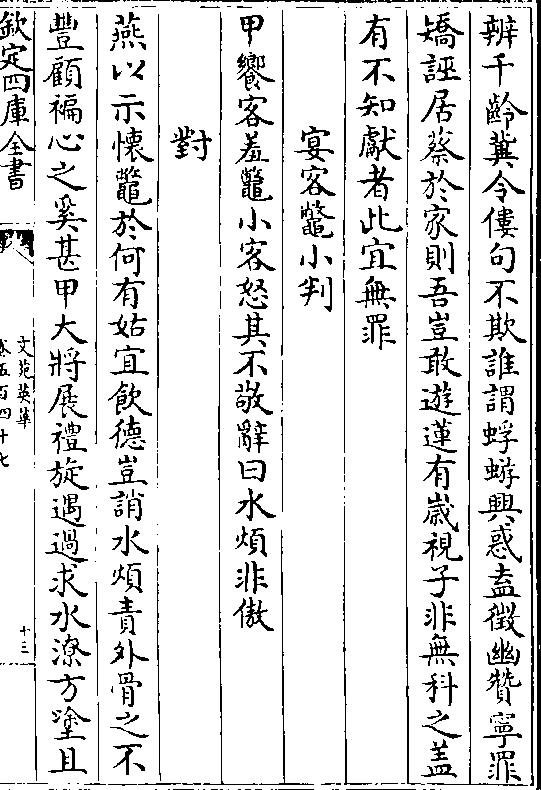 辨千齡冀令僂句不欺誰謂蜉蝣興惑盍徵幽贊寧罪
矯誣居蔡於家則吾豈敢遊蓮有嵗視子非無科之盖
有不知獻者此宜無罪
宴客鼈小判
甲饗客羞鼈小客怒其不敬辭曰水煩非傲
對
燕以示懷鼈於何有姑宜飲德豈誚水煩責外骨之不
豐顧褊心之奚甚甲大將展禮旋遇過求水潦方塗且
欽定四庫全書
文苑英華
卷五百四十七
十三